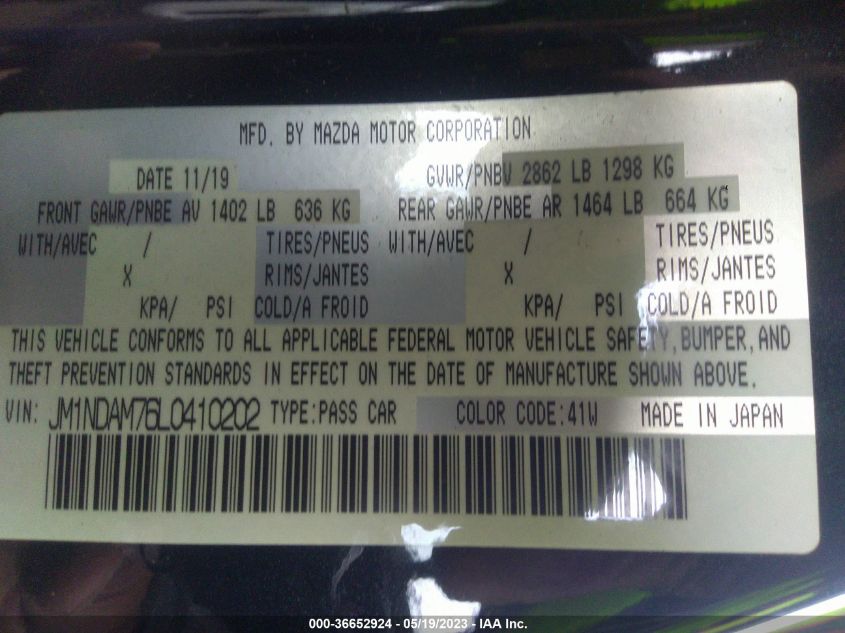 MFD. BY MAZDA MOTOR CORPORATION
DATE 11/19 GVWR/PNBV 2862 LB 1298 KG
FRONT GAWR/PNBE AV 1402 LB 636 KG REAR GAWR/PNBE AR 1464 LB 664 KG
WITH/AVEC / TIRES/PNEUS WITH/AVEC / TIRES/PNEUS
X RIMS/JANTES X RIMS/JANTES
KPA/ PSI COLD/A FROID KPA/ PSI COLD/A FROID
THIS VEHICLE CONFORMS TO ALL APPLICABLE FEDERAL MOTOR VEHICLE SAFETY, BUMPER, AND
THEFT PREVENTION STANDARDS IN EFFECT ON THE DATE OF MANUFACTURE SHOWN ABOVE.
VIN: JM1NDAM76L0410202 TYPE:PASS CAR COLOR CODE:41W MADE IN JAPAN
000-36652924 - 05/19/2023 - IAA Inc.